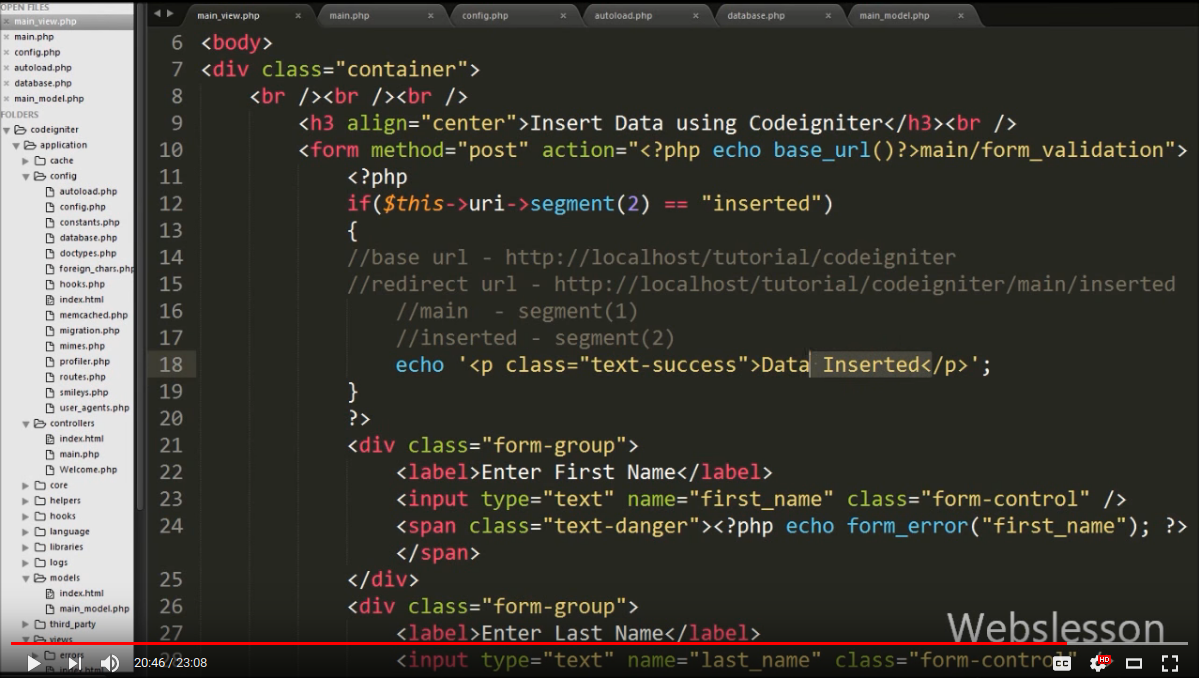 OPEN FILES
main_view.php
main.php
config.php
autoload.php
database.php
main_model.php
FOLDERS
codeigniter
application
cache
config
autoload.php
config.php
constants.php
database.php
doctypes.php
foreign_chars.php
hooks.php
index.html
memcached.php
migration.php
mimes.php
profiler.php
routes.php
smileys.php
user_agents.php
controllers
index.html
main.php
Welcome.php
core
helpers
hooks
language
libraries
logs
models
index.html
main_model.php
third_party
views
errors
index.html
main_view.php main.php config.php autoload.php database.php main_model.php
6 <body>
7 <div class="container">
8 <br /><br /><br />
9 <h3 align="center">Insert Data using Codeigniter</h3><br />
10 <form method="post" action="<?php echo base_url()?>main/form_validation">
11 <?php
12 if($this->uri->segment(2) == "inserted")
13 {
14 //base url - http://localhost/tutorial/codeigniter
15 //redirect url - http://localhost/tutorial/codeigniter/main/inserted
16 //main - segment(1)
17 //inserted - segment(2)
18 echo '<p class="text-success">Data Inserted</p>';
19 }
20 ?>
21 <div class="form-group">
22 <label>Enter First Name</label>
23 <input type="text" name="first_name" class="form-control" />
24 <span class="text-danger"><?php echo form_error("first_name"); ?>
</span>
25 </div>
26 <div class="form-group">
27 <label>Enter Last Name</label>
28 <input type="text" name="last_name" class="form-control" />
Webslesson
20:46 / 23:08
CC HD